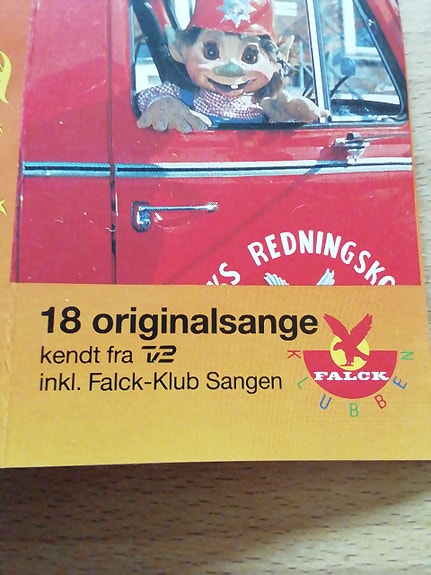 REDNINGSKO
18 originalsange
kendt fra TV2
inkl. Falck-Klub Sangen
FALCK
KLUBBEN